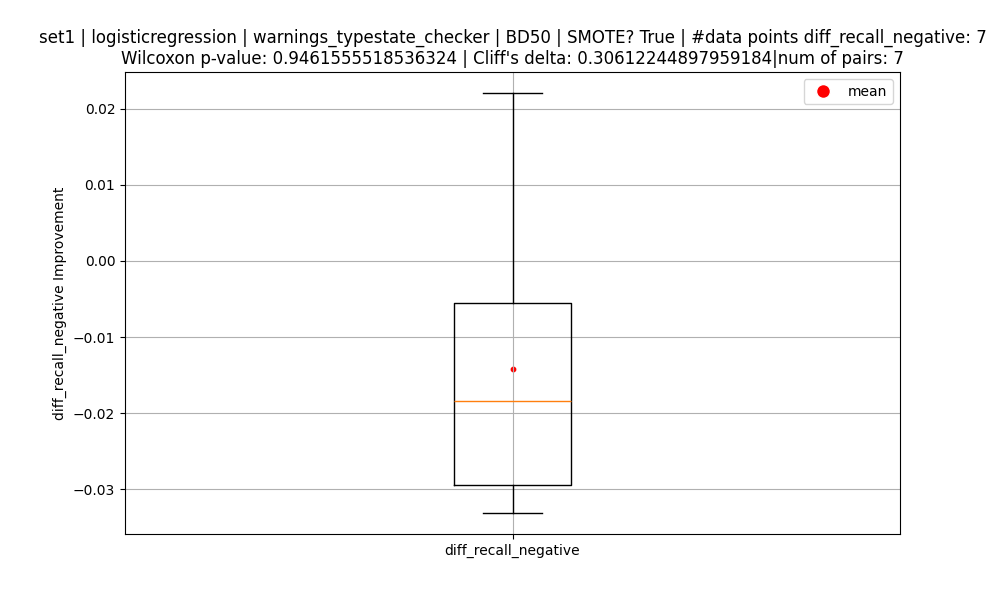 set1 | logisticregression | warnings_typestate_checker | BD50 | SMOTE? True | #data points diff_recall_negative: 7
Wilcoxon p-value: 0.9461555518536324 | Cliff's delta: 0.30612244897959184|num of pairs: 7
mean
0.02
0.01
0.00
−0.01
−0.02
−0.03
diff_recall_negative Improvement
diff_recall_negative